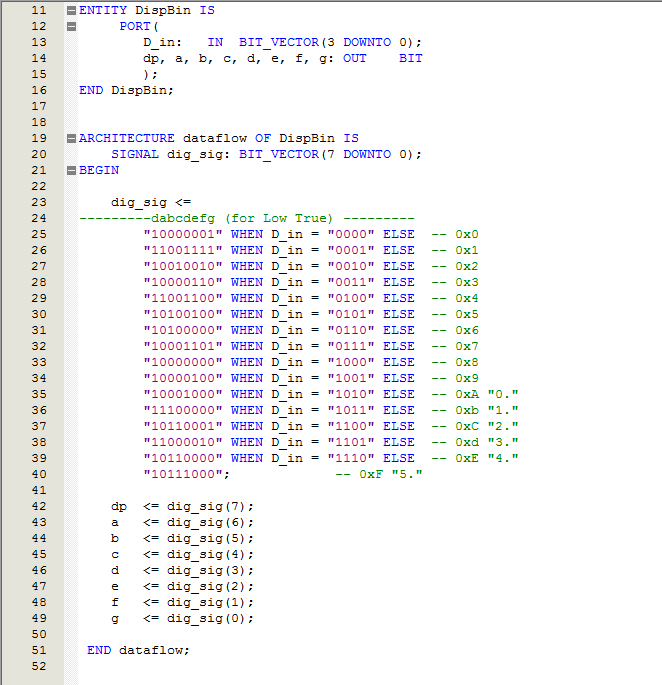 11 ENTITY DispBin IS
12 PORT(
13 D_in: IN BIT_VECTOR(3 DOWNTO 0);
14 dp, a, b, c, d, e, f, g: OUT BIT
15 );
16 END DispBin;
17
18
19 ARCHITECTURE dataflow OF DispBin IS
20 SIGNAL dig_sig: BIT_VECTOR(7 DOWNTO 0);
21 BEGIN
22
23 dig_sig <=
24 ---------dabcdefg (for Low True) ---------
25 "10000001" WHEN D_in = "0000" ELSE -- 0x0
26 "11001111" WHEN D_in = "0001" ELSE -- 0x1
27 "10010010" WHEN D_in = "0010" ELSE -- 0x2
28 "10000110" WHEN D_in = "0011" ELSE -- 0x3
29 "11001100" WHEN D_in = "0100" ELSE -- 0x4
30 "10100100" WHEN D_in = "0101" ELSE -- 0x5
31 "10100000" WHEN D_in = "0110" ELSE -- 0x6
32 "10001101" WHEN D_in = "0111" ELSE -- 0x7
33 "10000000" WHEN D_in = "1000" ELSE -- 0x8
34 "10000100" WHEN D_in = "1001" ELSE -- 0x9
35 "10001000" WHEN D_in = "1010" ELSE -- 0xA "0."
36 "11100000" WHEN D_in = "1011" ELSE -- 0xb "1."
37 "10110001" WHEN D_in = "1100" ELSE -- 0xC "2."
38 "11000010" WHEN D_in = "1101" ELSE -- 0xd "3."
39 "10110000" WHEN D_in = "1110" ELSE -- 0xE "4."
40 "10111000"; -- 0xF "5."
41
42 dp <= dig_sig(7);
43 a <= dig_sig(6);
44 b <= dig_sig(5);
45 c <= dig_sig(4);
46 d <= dig_sig(3);
47 e <= dig_sig(2);
48 f <= dig_sig(1);
49 g <= dig_sig(0);
50
51 END dataflow;
52